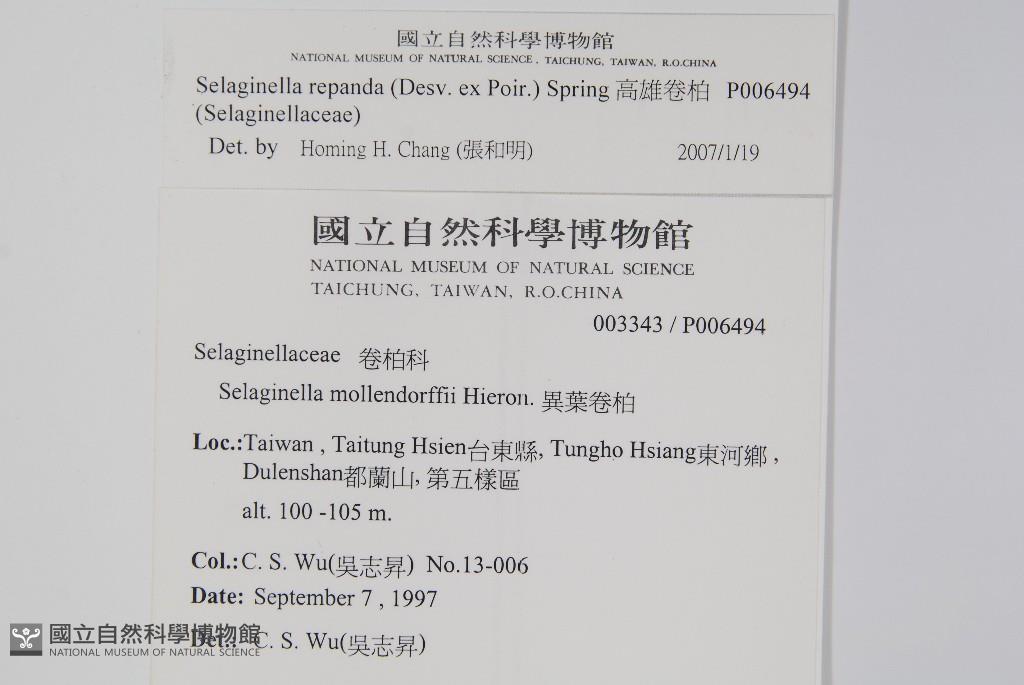 國立自然科學博物館
NATIONAL MUSEUM OF NATURAL SCIENCE, TAICHUNG, TAIWAN, R.O.CHINA
Selaginella repanda (Desv. ex Poir.) Spring 高雄卷柏 P006494
(Selaginellaceae)
Det. by Homing H. Chang (張和明) 2007/1/19
國立自然科學博物館
NATIONAL MUSEUM OF NATURAL SCIENCE
TAICHUNG, TAIWAN, R.O.CHINA
003343 / P006494
Selaginellaceae 卷柏科
Selaginella mollendorffii Hieron. 異葉卷柏
Loc.:Taiwan , Taitung Hsien台東縣, Tungho Hsiang東河鄉 ,
Dulenshan都蘭山, 第五樣區
alt. 100 -105 m.
Col.: C. S. Wu(吳志昇) No.13-006
Date: September 7 , 1997
Det.: C. S. Wu(吳志昇)
國立自然科學博物館
NATIONAL MUSEUM OF NATURAL SCIENCE